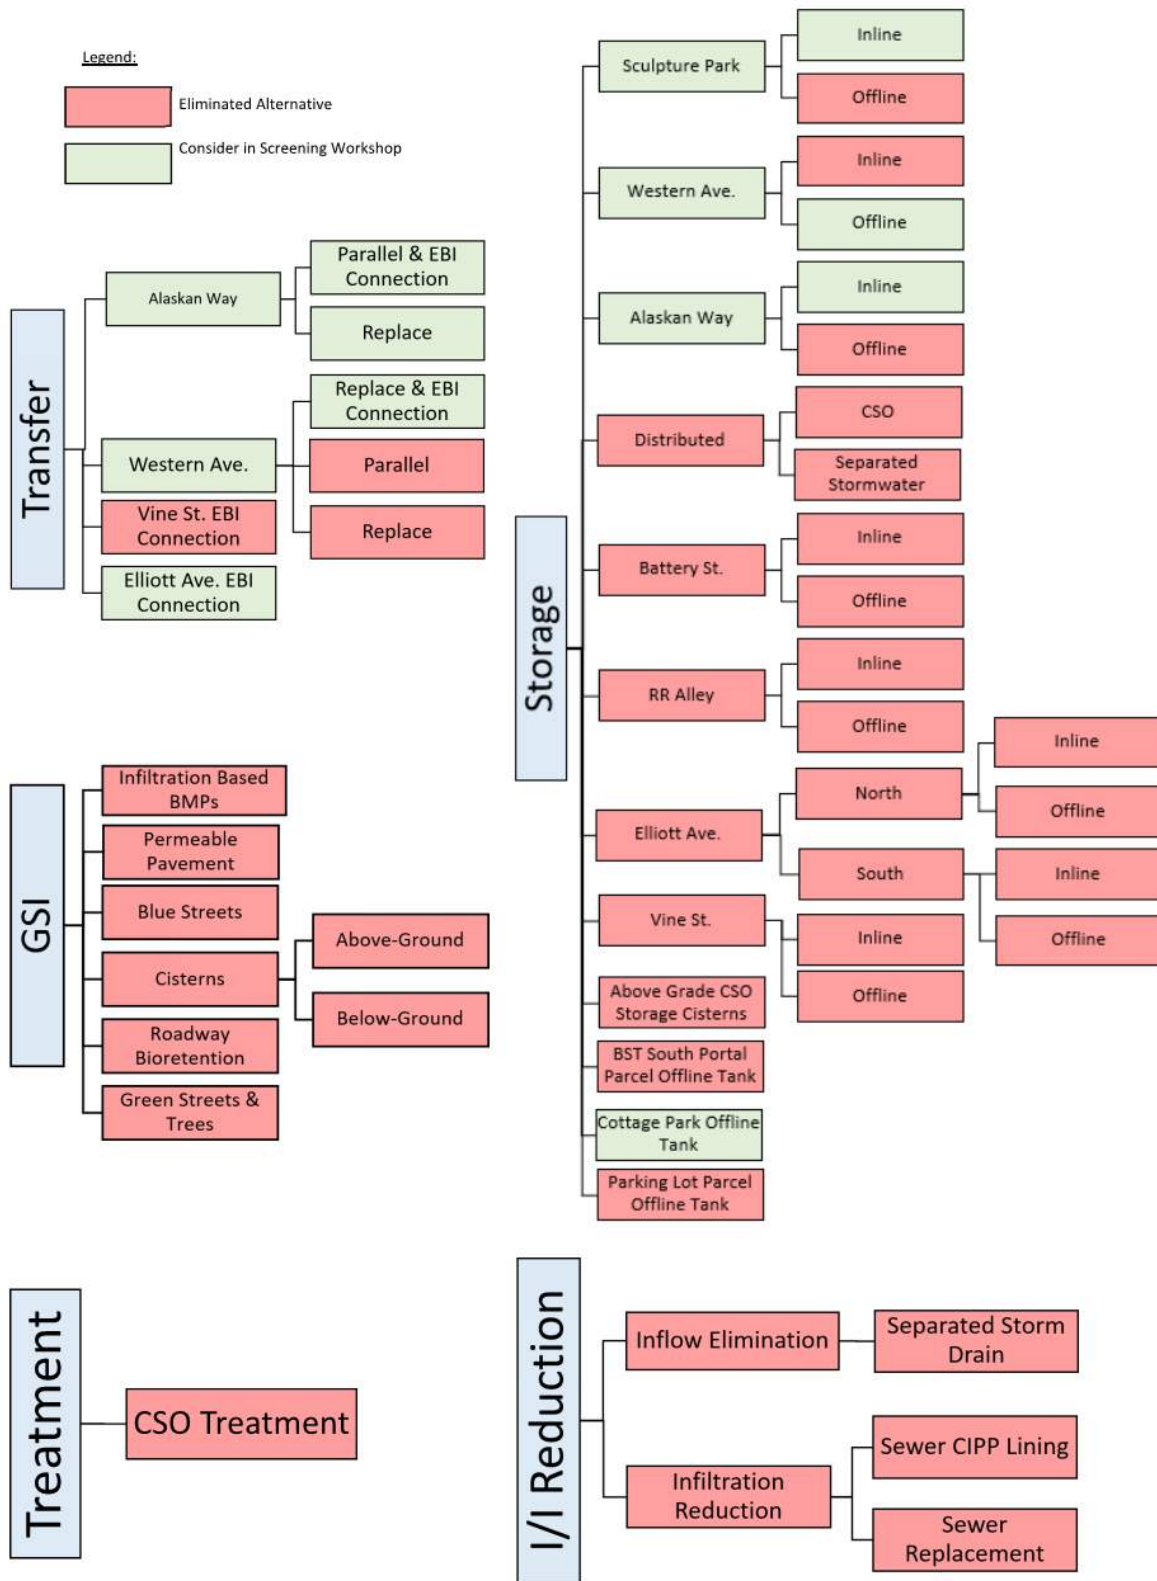 Legend:
Eliminated Alternative
Consider in Screening Workshop
Transfer
Alaskan Way
Parallel & EBI
Connection
Replace
Western Ave.
Replace & EBI
Connection
Parallel
Replace
Vine St. EBI
Connection
Elliott Ave. EBI
Connection
GSI
Infiltration Based
BMPs
Permeable
Pavement
Blue Streets
Cisterns
Above-Ground
Below-Ground
Roadway
Bioretention
Green Streets &
Trees
Storage
Sculpture Park
Inline
Offline
Western Ave.
Inline
Offline
Alaskan Way
Inline
Offline
Distributed
CSO
Separated
Stormwater
Battery St.
Inline
Offline
RR Alley
Inline
Offline
Elliott Ave.
North
Inline
Offline
South
Inline
Offline
Vine St.
Inline
Offline
Above Grade CSO
Storage Cisterns
BST South Portal
Parcel Offline Tank
Cottage Park Offline
Tank
Parking Lot Parcel
Offline Tank
Treatment
CSO Treatment
I/I Reduction
Inflow Elimination
Separated Storm
Drain
Infiltration
Reduction
Sewer CIPP Lining
Sewer
Replacement